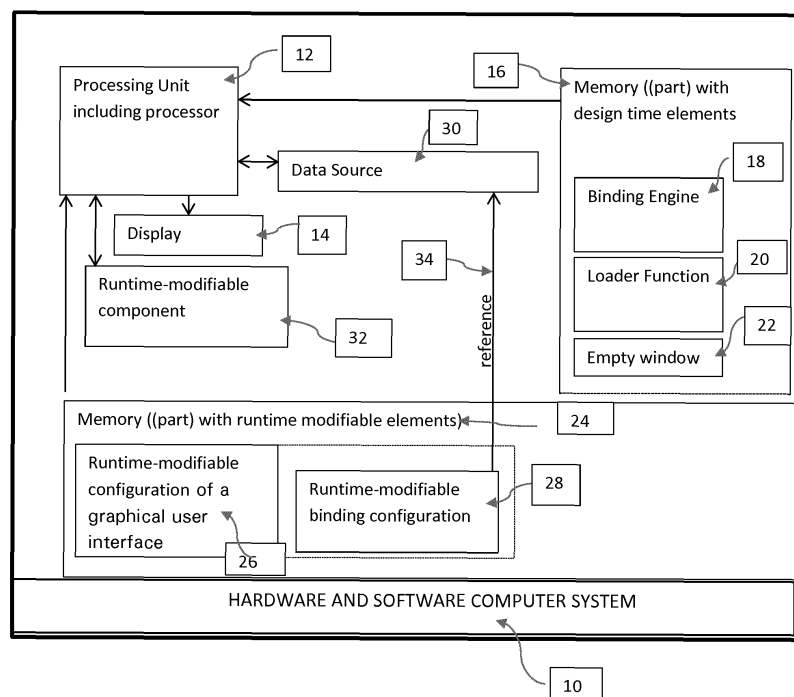 12
Processing Unit
including processor
16
Memory ((part) with
design time elements
30
Data Source
18
Binding Engine
Display
14
34
20
Loader Function
Runtime-modifiable
component
32
22
Empty window
reference
Memory ((part) with runtime modifiable elements)
24
Runtime-modifiable
configuration of a
graphical user
interface
26
Runtime-modifiable
binding configuration
28
HARDWARE AND SOFTWARE COMPUTER SYSTEM
10